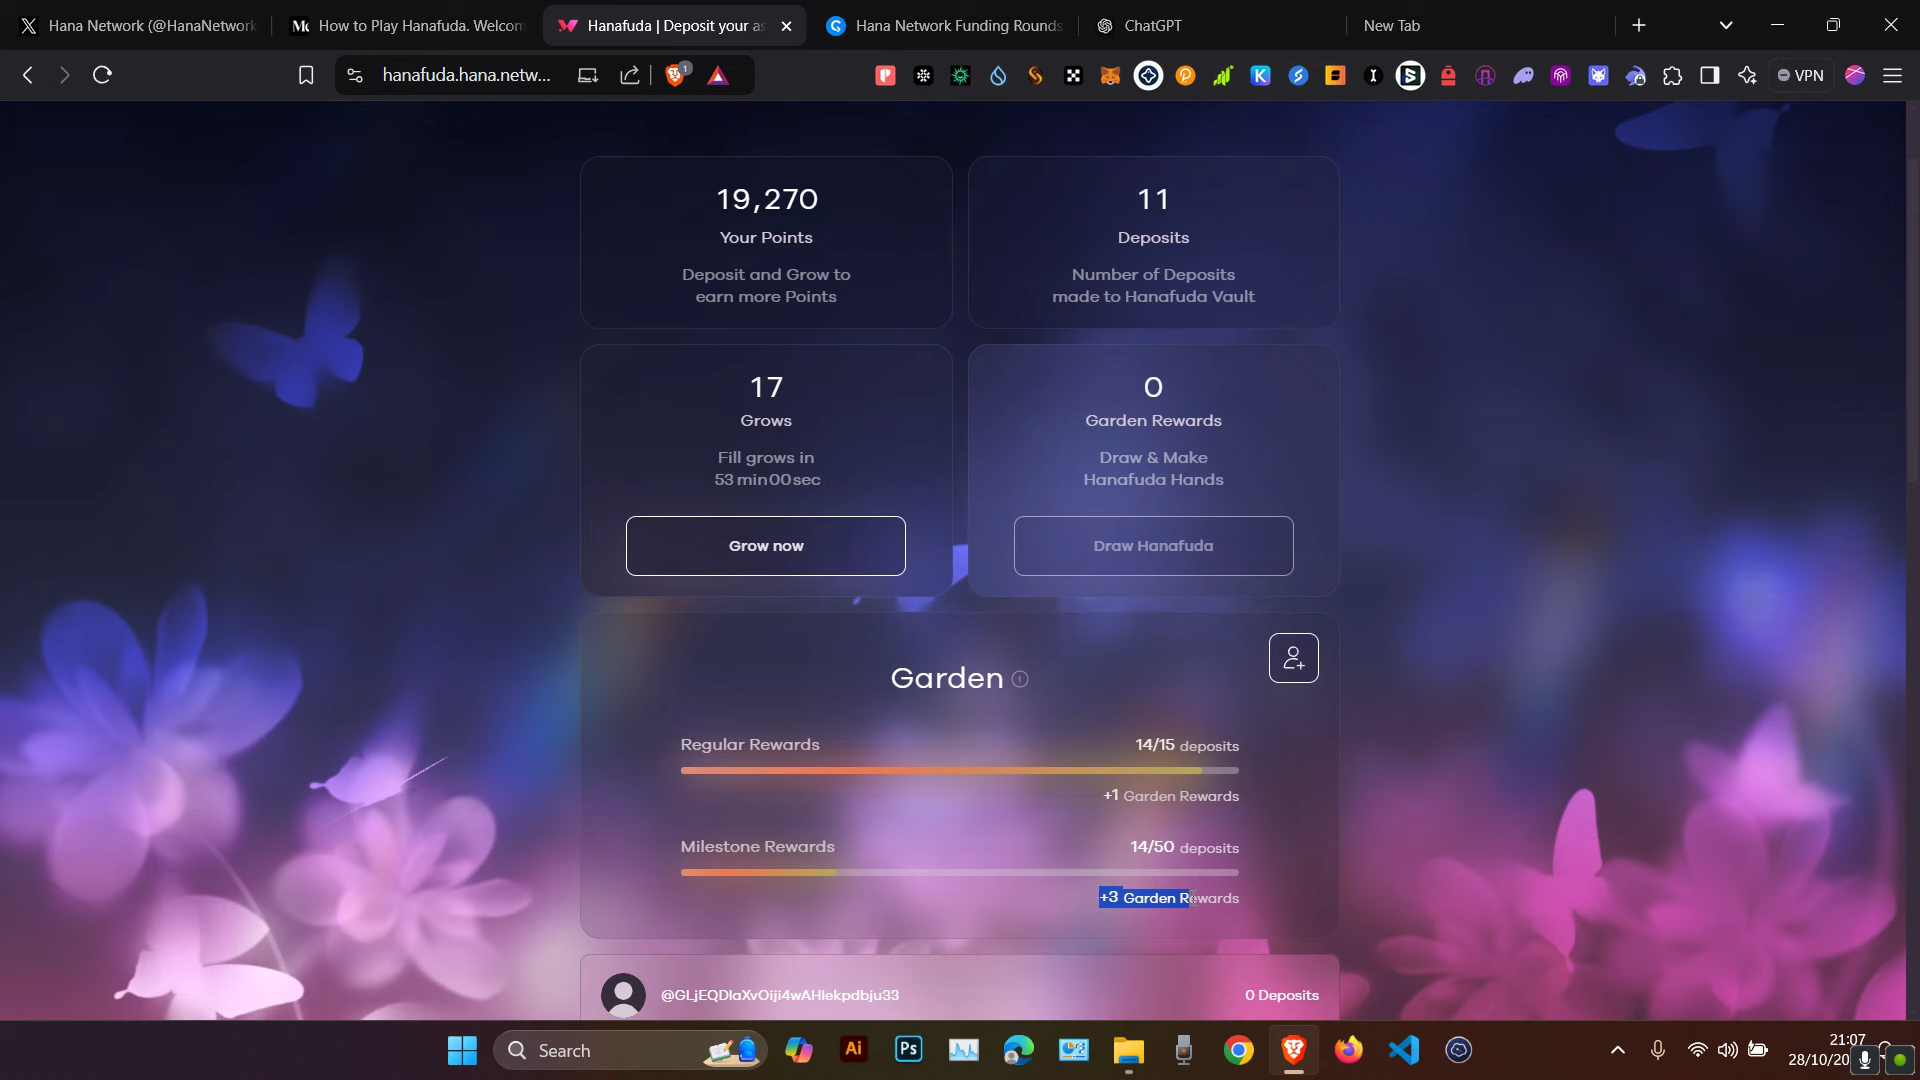 Hana Network (@HanaNetwork
How to Play Hanafuda. Welcom
Hanafuda | Deposit your as
Hana Network Funding Rounds
ChatGPT
New Tab
hanafuda.hana.netw...
1
VPN
19,270
Your Points
Deposit and Grow to
earn more Points
11
Deposits
Number of Deposits
made to Hanafuda Vault
17
Grows
Fill grows in
53 min00sec
Grow now
0
Garden Rewards
Draw & Make
Hanafuda Hands
Draw Hanafuda
Garden
Regular Rewards
14/15 deposits
+1 Garden Rewards
Milestone Rewards
14/50 deposits
+3 Garden Rewards
@GLjEQDlaXvOiji4wAHlekpdbju33
0 Deposits
Search
Ai
Ps
21:07
28/10/20